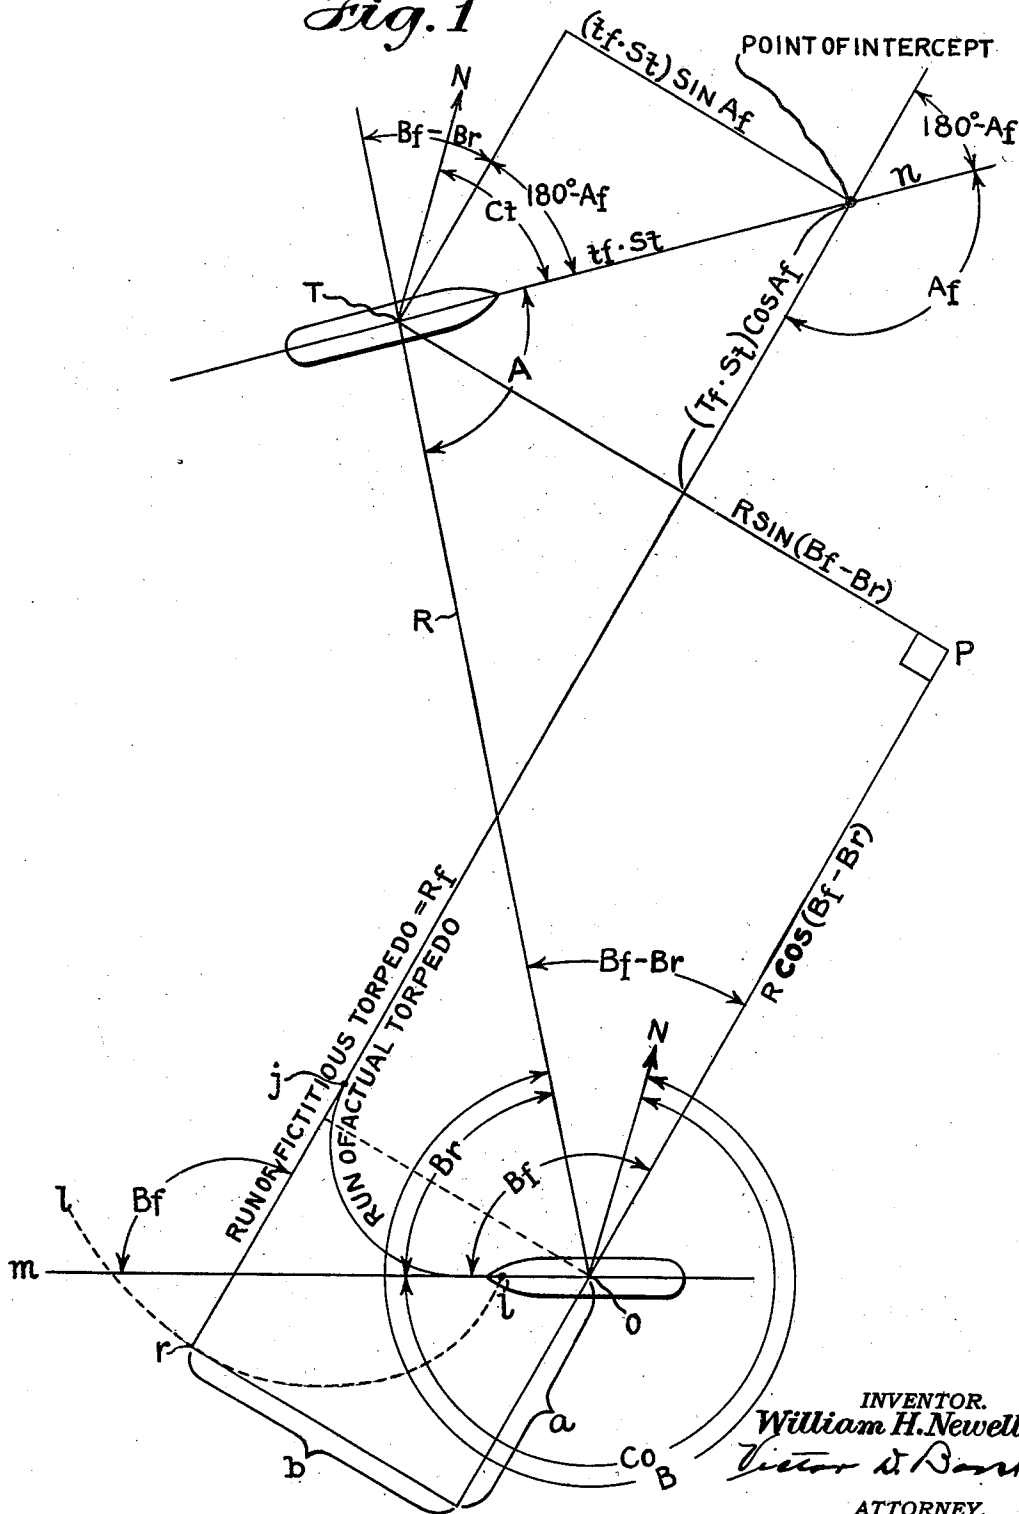 Fig. 1
(tf·St) SIN Af
POINT OF INTERCEPT
N
Bf–Br
180°-Af
n
Ct
180°-Af
tf·St
Af
T
A
(Tf·St) Cos Af
R SIN (Bf-Br)
R
P
R COS (Bf-Br)
RUN OF FICTITIOUS TORPEDO = Rf
RUN OF ACTUAL TORPEDO
Bf-Br
N
j
Br
Bf
Bf
l
m
l
o
r
a
b
Co
B
INVENTOR.
William H. Newell
ATTORNEY.